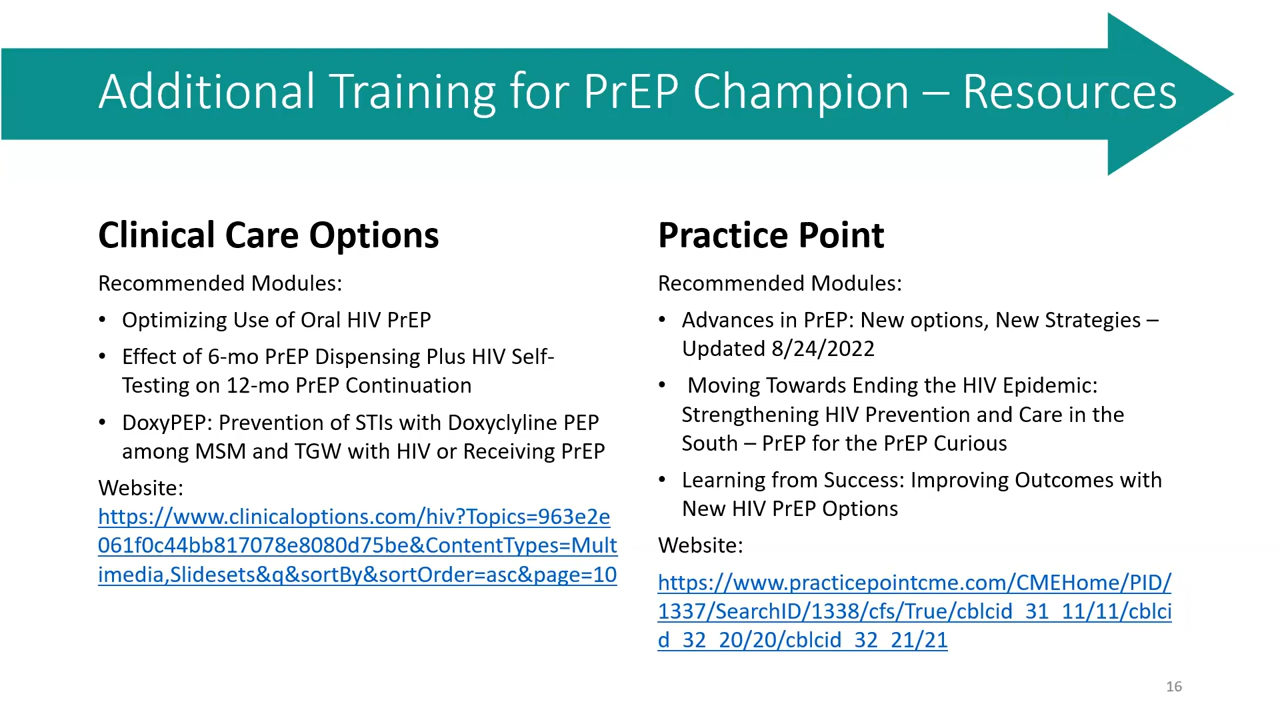 Additional Training for PrEP Champion – Resources
Clinical Care Options
Recommended Modules:
• Optimizing Use of Oral HIV PrEP
• Effect of 6-mo PrEP Dispensing Plus HIV Self-
Testing on 12-mo PrEP Continuation
• DoxyPEP: Prevention of STIs with Doxyclyline PEP
among MSM and TGW with HIV or Receiving PrEP
Website:
https://www.clinicaloptions.com/hiv?Topics=963e2e
061f0c44bb817078e8080d75be&ContentTypes=Mult
imedia,Slidesets&q&sortBy&sortOrder=asc&page=10
Practice Point
Recommended Modules:
• Advances in PrEP: New options, New Strategies –
Updated 8/24/2022
• Moving Towards Ending the HIV Epidemic:
Strengthening HIV Prevention and Care in the
South – PrEP for the PrEP Curious
• Learning from Success: Improving Outcomes with
New HIV PrEP Options
Website:
https://www.practicepointcme.com/CMEHome/PID/
1337/SearchID/1338/cfs/True/cblcid_31_11/11/cblci
d_32_20/20/cblcid_32_21/21
16